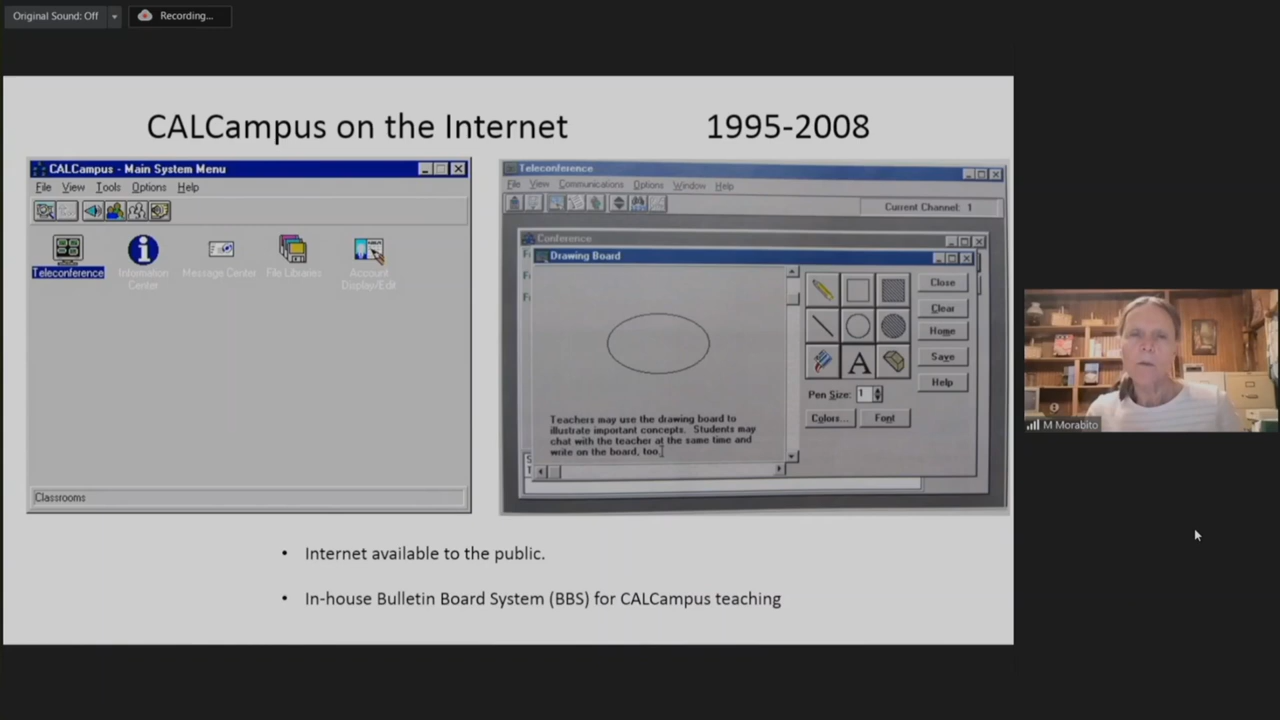 Original Sound: Off
Recording...
CALCampus on the Internet 1995-2008
CALCampus - Main System Menu
File View Tools Options Help
Teleconference
Information
Center
Message Center
File Libraries
Account
Display/Edit
Classrooms
Teleconference
File View Communications Options Window Help
Current Channel: 1
Conference
Drawing Board
Close
Clear
Home
Save
Help
A
Pen Size: 1
Colors... Font
Teachers may use the drawing board to
illustrate important concepts. Students may
chat with the teacher at the same time and
write on the board, too.
• Internet available to the public.
• In-house Bulletin Board System (BBS) for CALCampus teaching
M Morabito